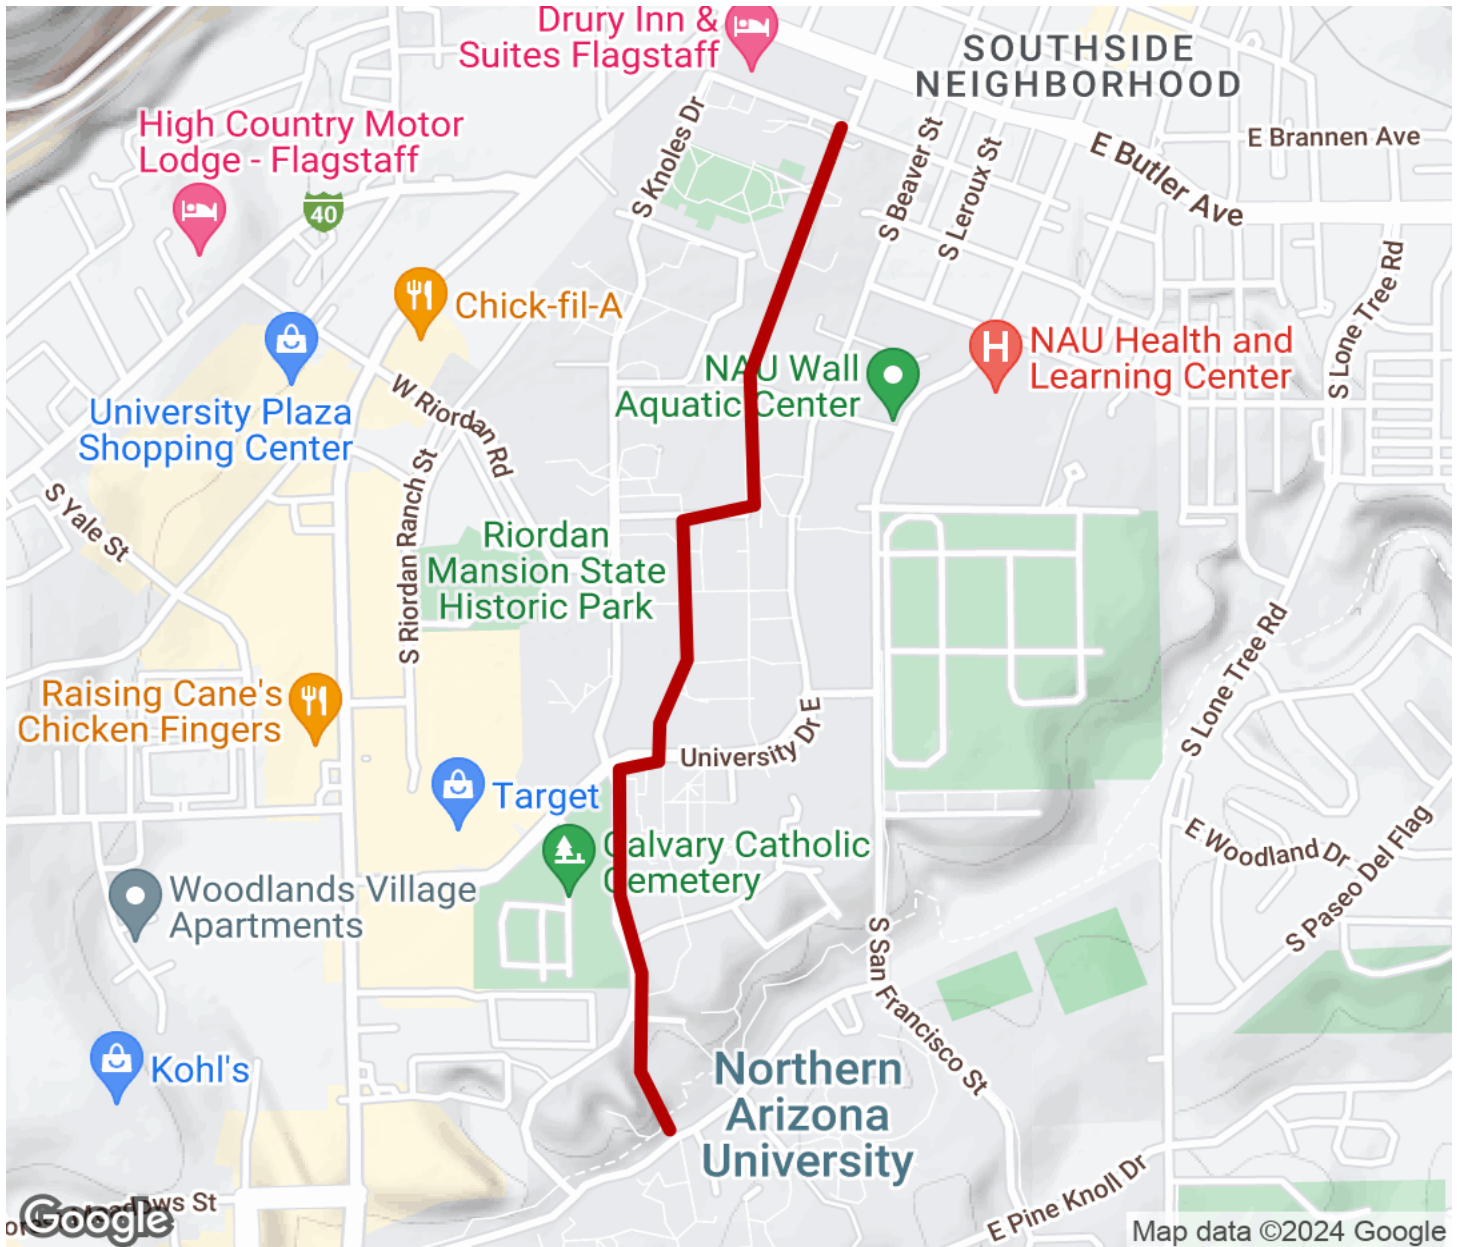 Drury Inn &
Suites Flagstaff
SOUTHSIDE
NEIGHBORHOOD
High Country Motor
Lodge - Flagstaff
40
S Knoles Dr
S Beaver St
S Leroux St
E Butler Ave
E Brannen Ave
S Lone Tree Rd
Chick-fil-A
University Plaza
Shopping Center
W Riordan Rd
NAU Wall
Aquatic Center
H
NAU Health and
Learning Center
S Yale St
S Riordan Ranch St
Riordan
Mansion State
Historic Park
S Lone Tree Rd
Raising Cane's
Chicken Fingers
University Dr E
Target
Calvary Catholic
Cemetery
E Woodland Dr
S Paseo Del Flag
Woodlands Village
Apartments
S San Francisco St
Kohl's
Northern
Arizona
University
E Pine Knoll Dr
ws St
Google
Map data ©2024 Google